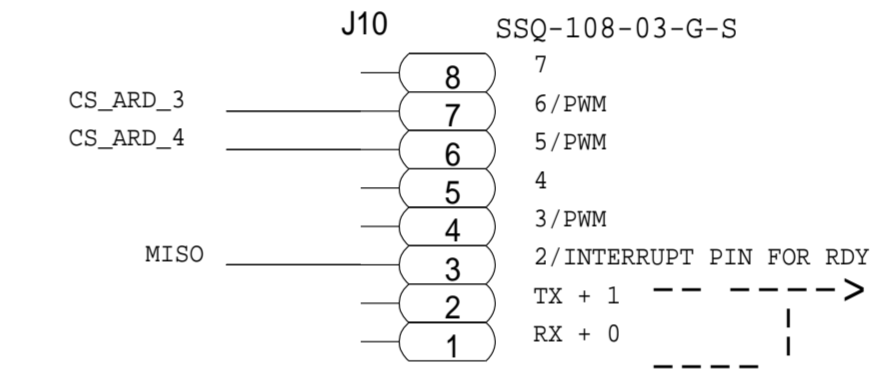 J10 SSQ-108-03-G-S
8 7
CS_ARD_3 7 6/PWM
CS_ARD_4 6 5/PWM
5 4
4 3/PWM
MISO 3 2/INTERRUPT PIN FOR RDY
2 TX + 1
1 RX + 0